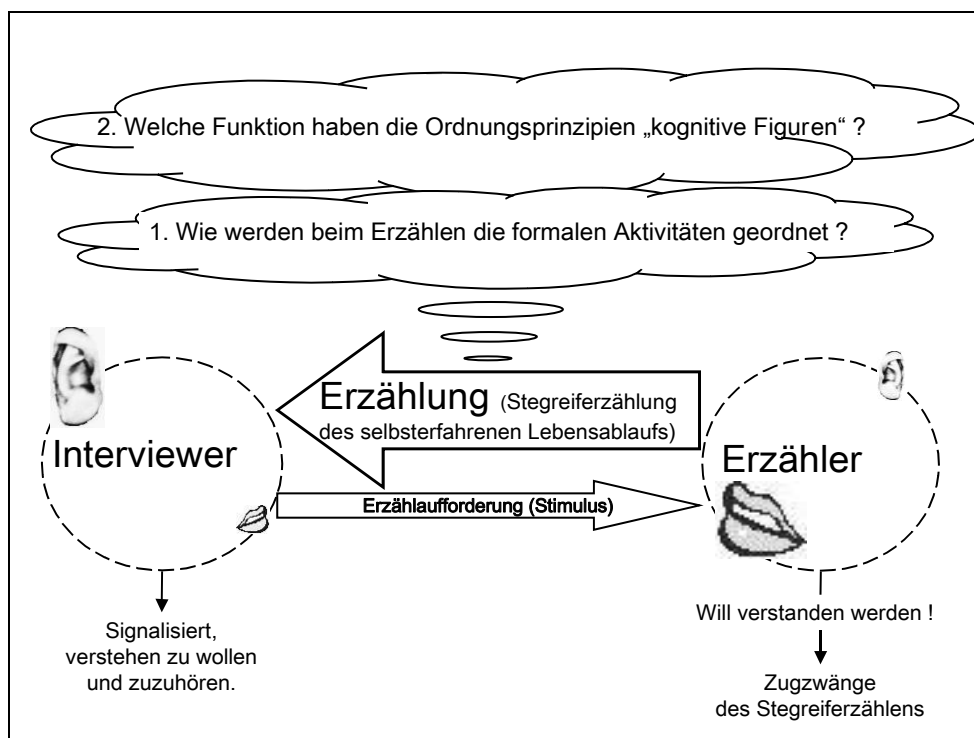 2. Welche Funktion haben die Ordnungsprinzipien „kognitive Figuren“ ?
1. Wie werden beim Erzählen die formalen Aktivitäten geordnet ?
Erzählung (Stegreiferzählung
des selbsterfahrenen Lebensablaufs)
Interviewer
Erzähler
Erzählaufforderung (Stimulus)
Signalisiert,
verstehen zu wollen
und zuzuhören.
Will verstanden werden !
Zugzwänge
des Stegreiferzählens